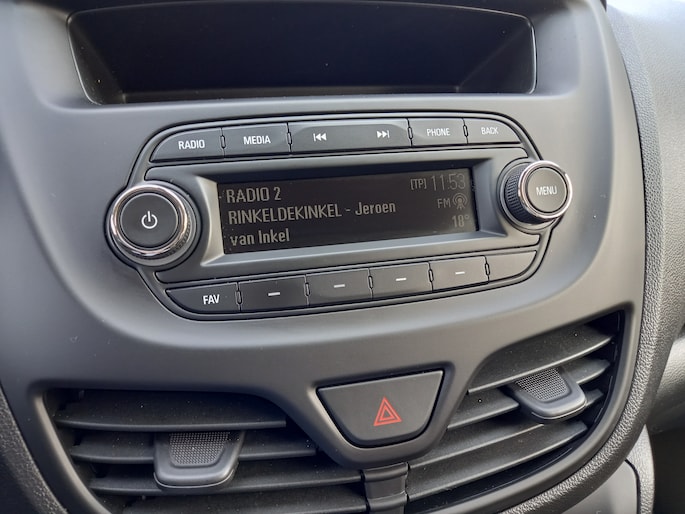 RADIO MEDIA PHONE BACK
RADIO 2 [TP] 11:53
RINKELDEKINKEL - Jeroen FM
van Inkel 18°
MENU
FAV